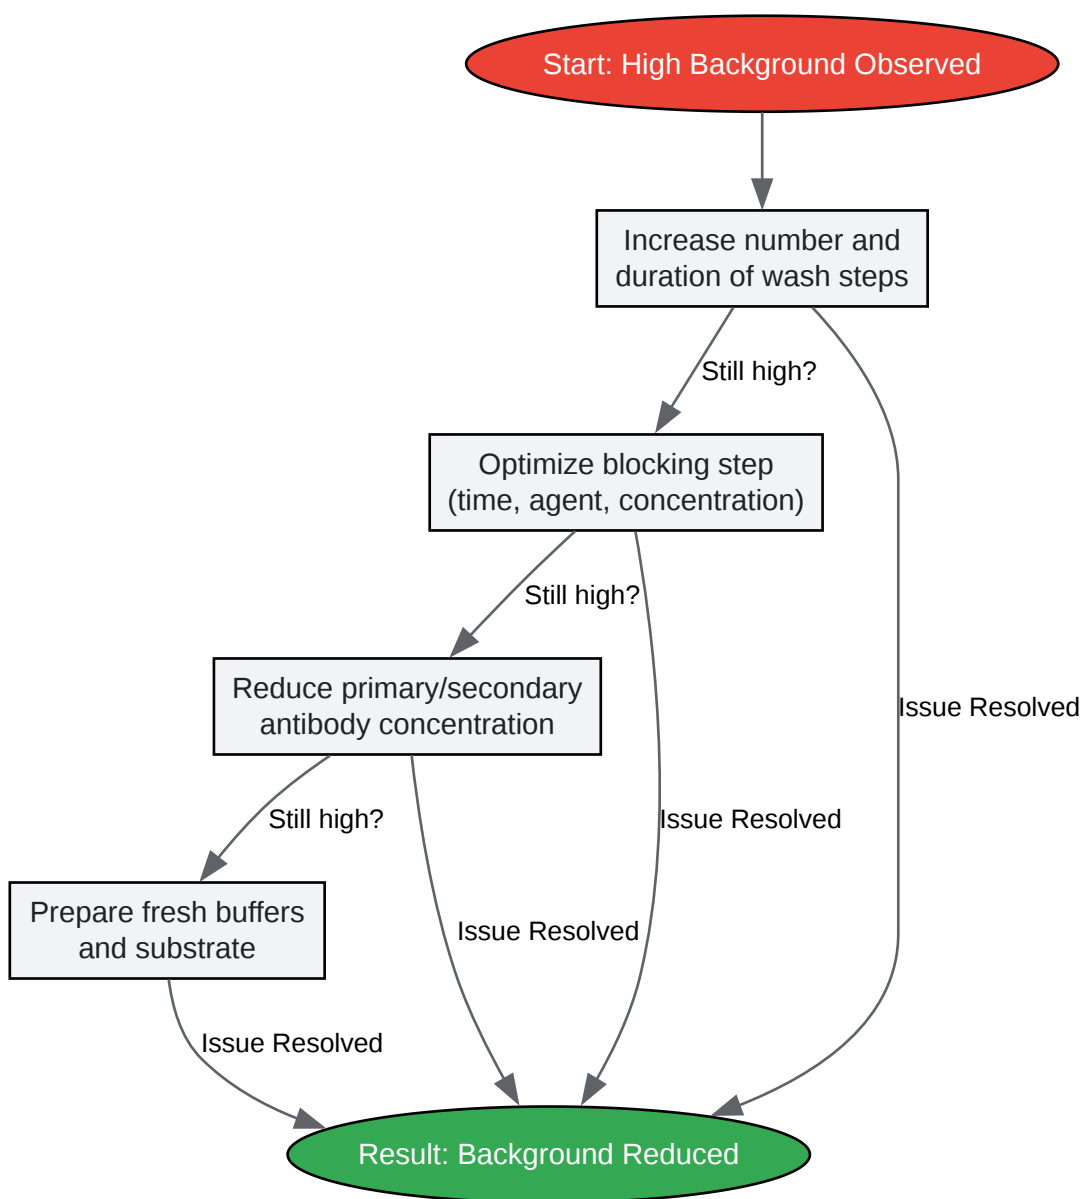 Start: High Background Observed
Increase number and
duration of wash steps
Still high?
Optimize blocking step
(time, agent, concentration)
Still high?
Reduce primary/secondary
antibody concentration
Issue Resolved
Still high?
Issue Resolved
Prepare fresh buffers
and substrate
Issue Resolved
Issue Resolved
Result: Background Reduced